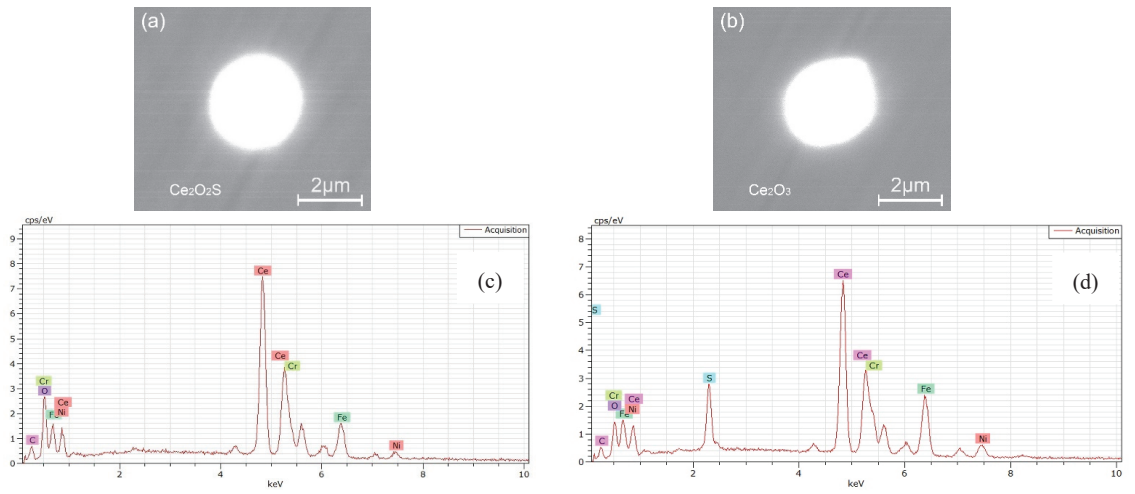 (a)
Ce₂O₂S
2μm
(b)
Ce₂O₃
2μm
cps/eV
Acquisition
(c)
9
8
7
6
5
4
3
2
1
0
Ce
Ce
Cr
Cr
O
Fe
Ce
Ni
C
Fe
Ni
2
4
6
8
10
keV
cps/eV
Acquisition
(d)
8
7
6
5
4
3
2
1
0
S
Ce
Ce
Cr
S
Cr
O
Fe
Ce
Ni
C
Fe
Ni
2
4
6
8
10
keV